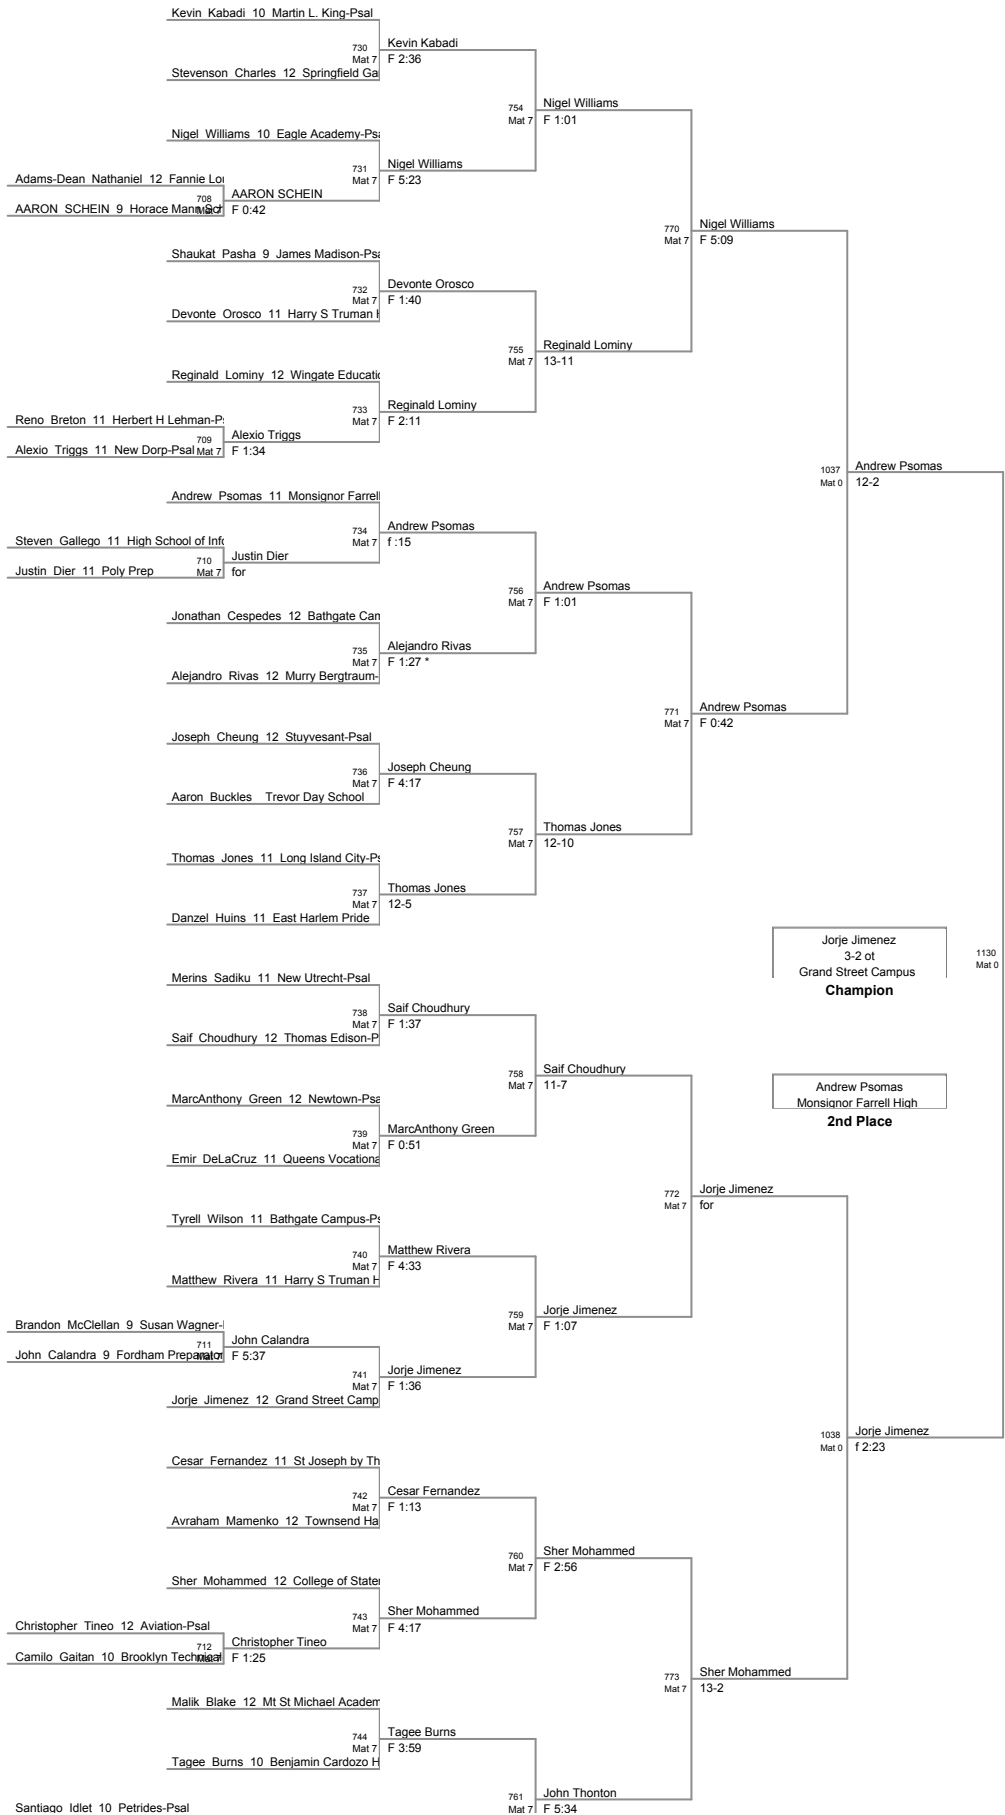 Kevin Kabadi 10 Martin L. King-Psal
730 Kevin Kabadi
Mat 7 F 2:36
Stevenson Charles 12 Springfield Ga
754 Nigel Williams
Mat 7 F 1:01
Nigel Williams 10 Eagle Academy-Psa
731 Nigel Williams
Mat 7 F 5:23
Adams-Dean Nathaniel 12 Fannie Lou
708 AARON SCHEIN
AARON SCHEIN 9 Horace Mann Sch
Mat 7 F 0:42
770 Nigel Williams
Mat 7 F 5:09
Shaukat Pasha 9 James Madison-Psa
732 Devonte Orosco
Mat 7 F 1:40
Devonte Orosco 11 Harry S Truman H
755 Reginald Lominy
Mat 7 13-11
Reginald Lominy 12 Wingate Educatio
733 Reginald Lominy
Mat 7 F 2:11
Reno Breton 11 Herbert H Lehman-P
709 Alexio Triggs
Alexio Triggs 11 New Dorp-Psal
Mat 7 F 1:34
1037 Andrew Psomas
Mat 0 12-2
Andrew Psomas 11 Monsignor Farrell
734 Andrew Psomas
Mat 7 f :15
Steven Gallego 11 High School of Info
710 Justin Dier
Justin Dier 11 Poly Prep
Mat 7 for
756 Andrew Psomas
Mat 7 F 1:01
Jonathan Cespedes 12 Bathgate Cam
735 Alejandro Rivas
Mat 7 F 1:27 *
Alejandro Rivas 12 Murry Bergtraum-
771 Andrew Psomas
Mat 7 F 0:42
Joseph Cheung 12 Stuyvesant-Psal
736 Joseph Cheung
Mat 7 F 4:17
Aaron Buckles Trevor Day School
757 Thomas Jones
Mat 7 12-10
Thomas Jones 11 Long Island City-Ps
737 Thomas Jones
Mat 7 12-5
Danzel Huins 11 East Harlem Pride
Jorje Jimenez
3-2 ot
Grand Street Campus
Champion
1130
Mat 0
Merins Sadiku 11 New Utrecht-Psal
738 Saif Choudhury
Mat 7 F 1:37
Saif Choudhury 12 Thomas Edison-P
758 Saif Choudhury
Mat 7 11-7
Andrew Psomas
Monsignor Farrell High
2nd Place
MarcAnthony Green 12 Newtown-Psa
739 MarcAnthony Green
Mat 7 F 0:51
Emir DeLaCruz 11 Queens Vocationa
772 Jorje Jimenez
Mat 7 for
Tyrell Wilson 11 Bathgate Campus-Ps
740 Matthew Rivera
Mat 7 F 4:33
Matthew Rivera 11 Harry S Truman H
759 Jorje Jimenez
Mat 7 F 1:07
Brandon McClellan 9 Susan Wagner-
711 John Calandra
John Calandra 9 Fordham Preparator
Mat 7 F 5:37
741 Jorje Jimenez
Mat 7 F 1:36
Jorje Jimenez 12 Grand Street Camp
1038 Jorje Jimenez
Mat 0 f 2:23
Cesar Fernandez 11 St Joseph by Th
742 Cesar Fernandez
Mat 7 F 1:13
Avraham Mamenko 12 Townsend Ha
760 Sher Mohammed
Mat 7 F 2:56
Sher Mohammed 12 College of Staten
743 Sher Mohammed
Mat 7 F 4:17
Christopher Tineo 12 Aviation-Psal
712 Christopher Tineo
Camilo Gaitan 10 Brooklyn Technical
Mat 7 F 1:25
773 Sher Mohammed
Mat 7 13-2
Malik Blake 12 Mt St Michael Academ
744 Tagee Burns
Mat 7 F 3:59
Tagee Burns 10 Benjamin Cardozo H
761 John Thonton
Mat 7 F 5:34
Santiago Idlet 10 Petrides-Psal